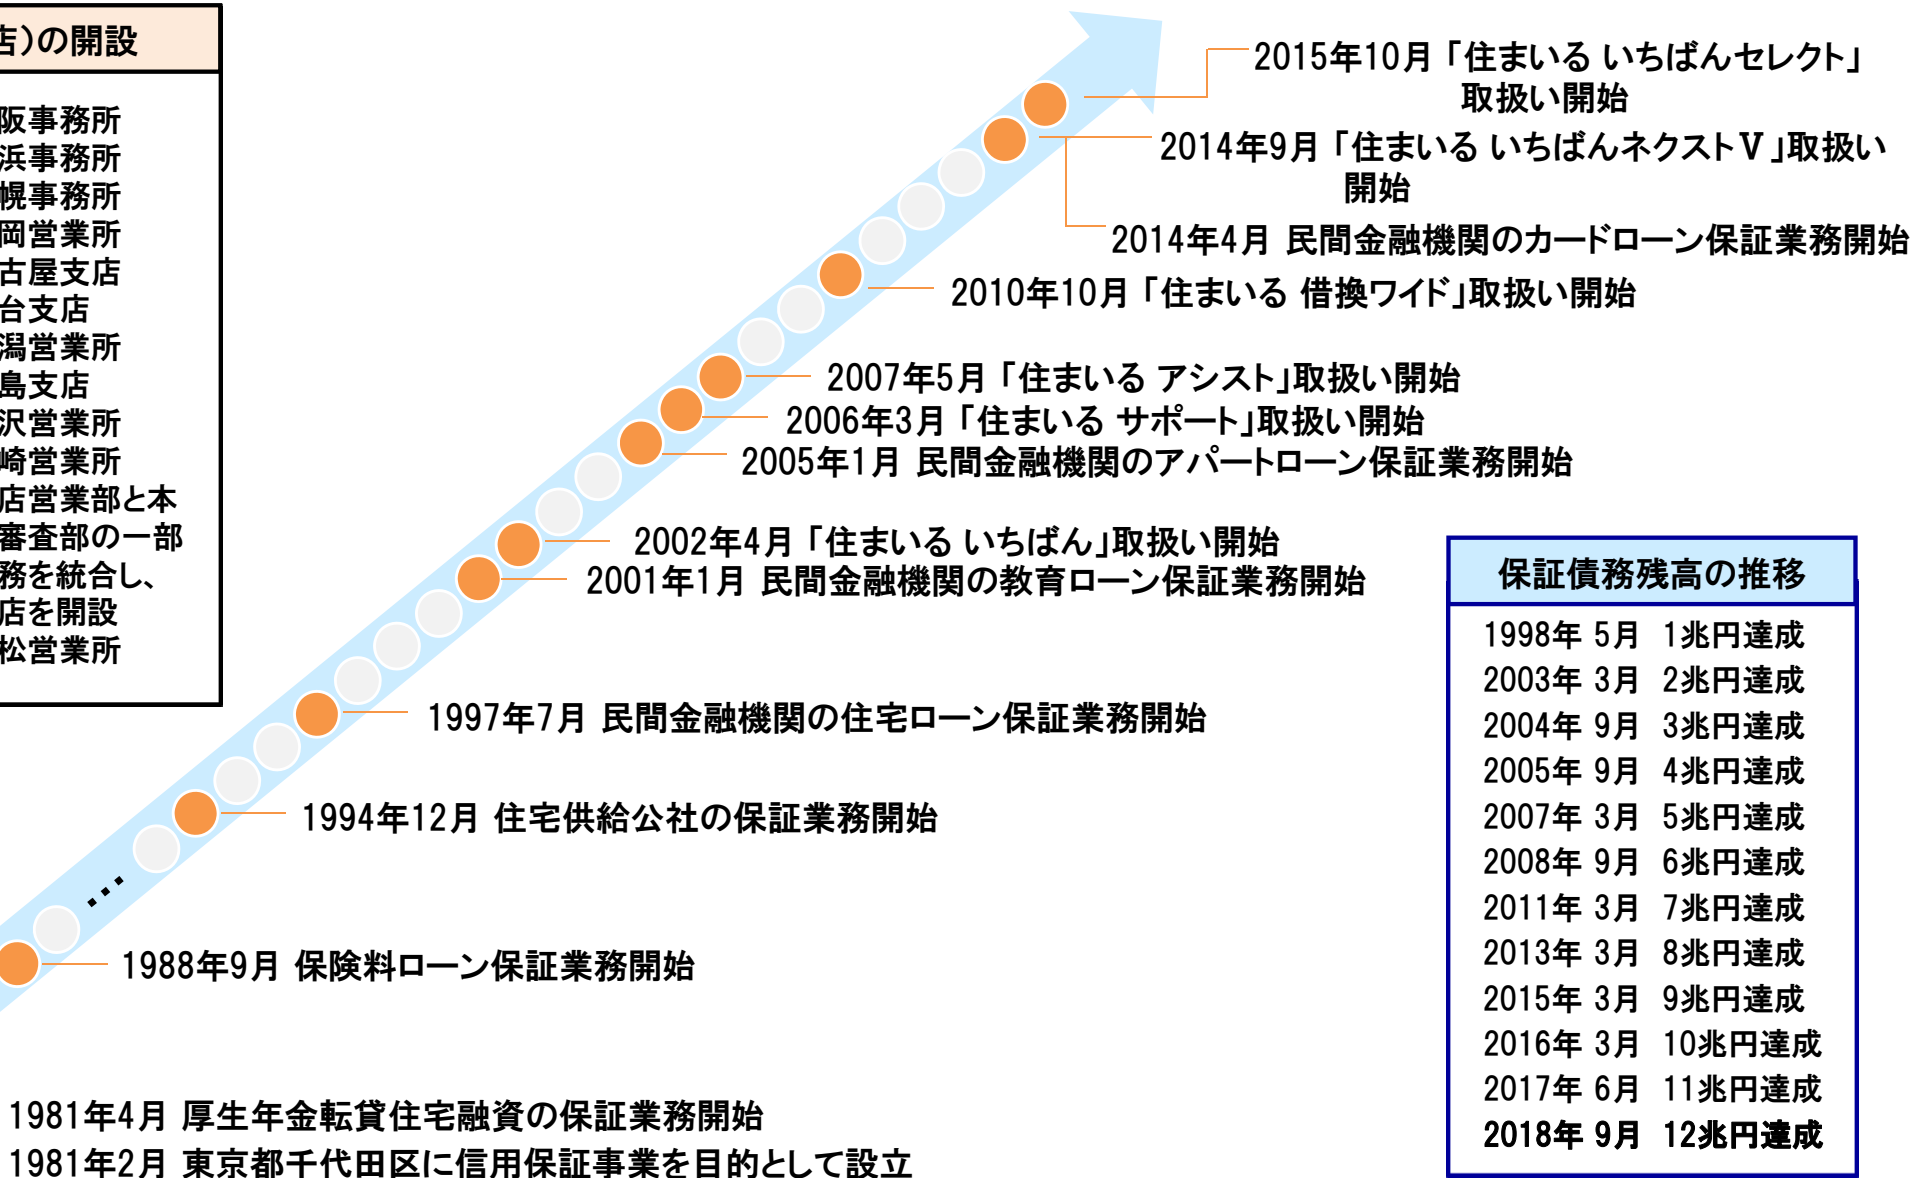 店)の開設
阪事務所
浜事務所
幌事務所
岡営業所
古屋支店
台支店
潟営業所
島支店
沢営業所
崎営業所
店営業部と本
審査部の一部
務を統合し、
店を開設
松営業所
2015年10月「住まいる いちばんセレクト」
取扱い開始
2014年9月「住まいる いちばんネクストⅤ」取扱い
開始
2014年4月 民間金融機関のカードローン保証業務開始
2010年10月「住まいる 借換ワイド」取扱い開始
2007年5月「住まいる アシスト」取扱い開始
2006年3月「住まいる サポート」取扱い開始
2005年1月 民間金融機関のアパートローン保証業務開始
2002年4月「住まいる いちばん」取扱い開始
2001年1月 民間金融機関の教育ローン保証業務開始
1997年7月 民間金融機関の住宅ローン保証業務開始
1994年12月 住宅供給公社の保証業務開始
…
1988年9月 保険料ローン保証業務開始
1981年4月 厚生年金転貸住宅融資の保証業務開始
1981年2月 東京都千代田区に信用保証事業を目的として設立
保証債務残高の推移
1998年 5月 1兆円達成
2003年 3月 2兆円達成
2004年 9月 3兆円達成
2005年 9月 4兆円達成
2007年 3月 5兆円達成
2008年 9月 6兆円達成
2011年 3月 7兆円達成
2013年 3月 8兆円達成
2015年 3月 9兆円達成
2016年 3月 10兆円達成
2017年 6月 11兆円達成
2018年 9月 12兆円達成